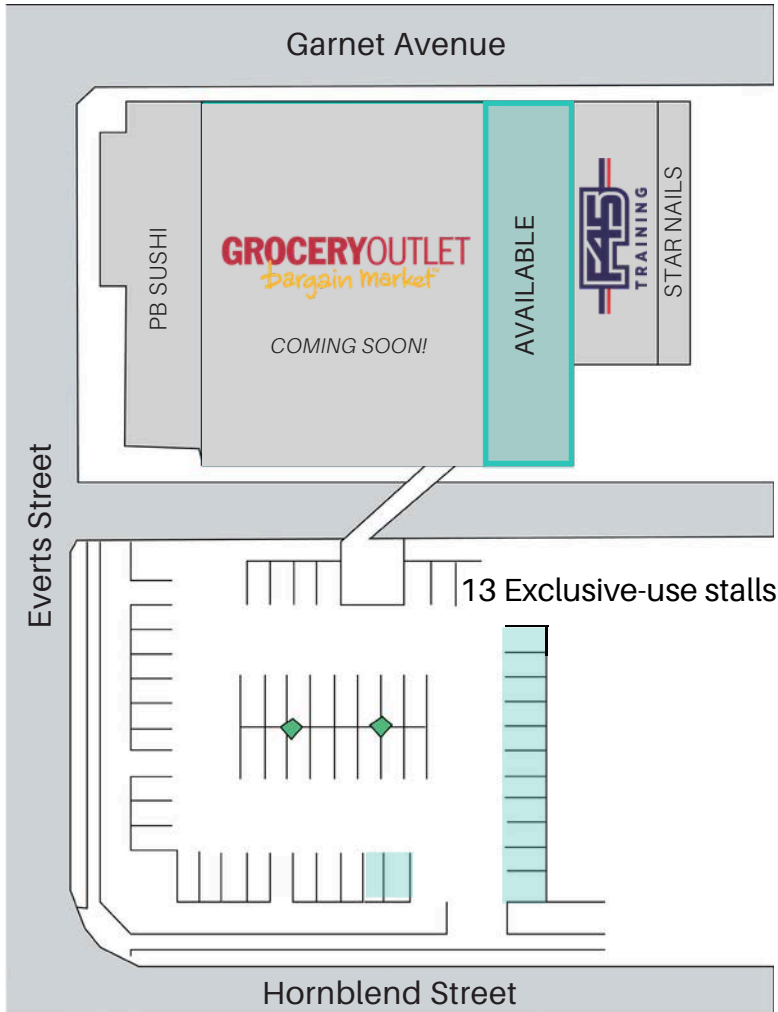 Garnet Avenue
PB SUSHI
GROCERYOUTLET
bargain market
COMING SOON!
AVAILABLE
F45
TRAINING
STAR NAILS
Everts Street
13 Exclusive-use stalls
Hornblend Street